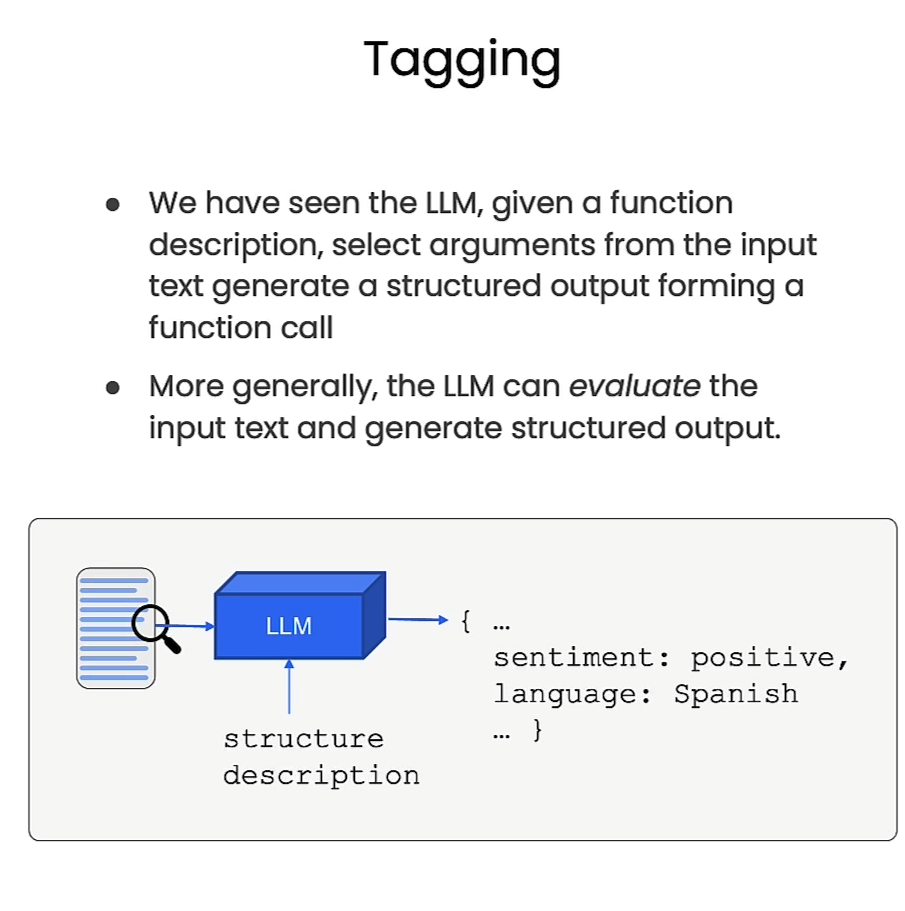 Tagging
● We have seen the LLM, given a function
description, select arguments from the input
text generate a structured output forming a
function call
● More generally, the LLM can evaluate the
input text and generate structured output.
LLM
{ …
sentiment: positive,
language: Spanish
… }
structure
description